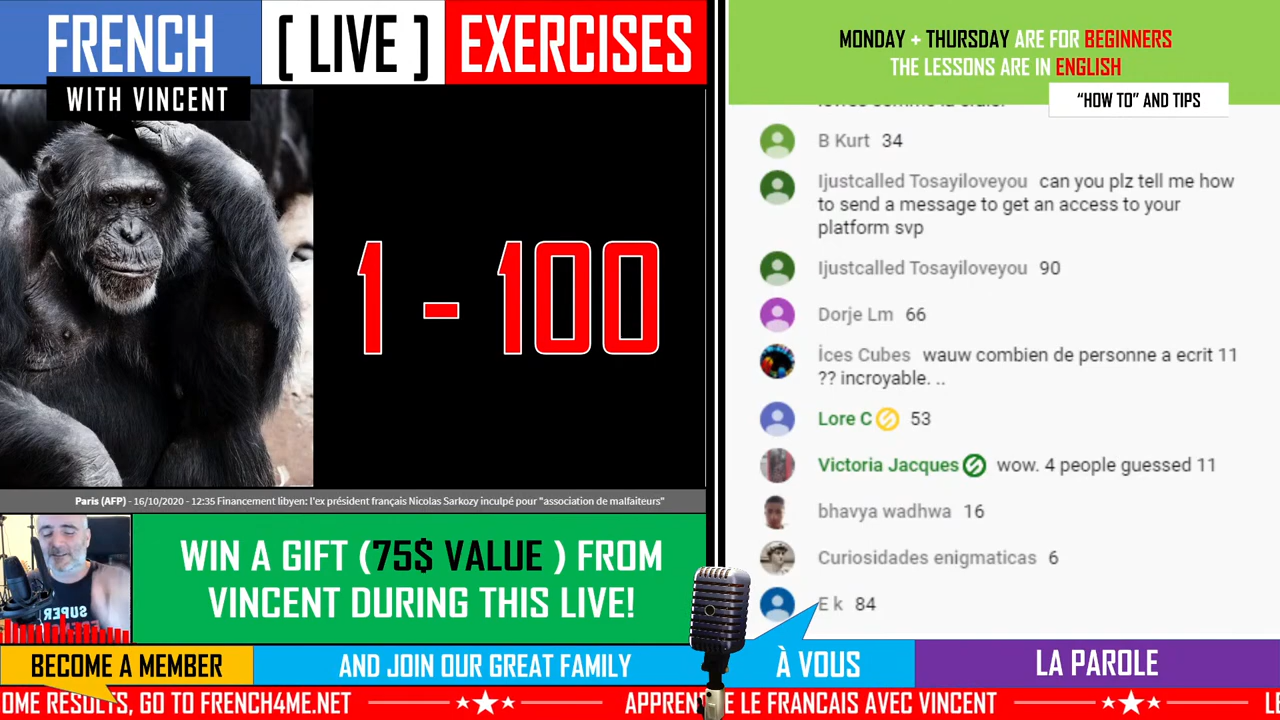 FRENCH [ LIVE ] EXERCISES
WITH VINCENT
1 - 100
Paris (AFP) - 16/10/2020 - 12:35 Financement libyen: l'ex président français Nicolas Sarkozy inculpé pour "association de malfaiteurs"
WIN A GIFT (75$ VALUE ) FROM
VINCENT DURING THIS LIVE!
SUPER
BECOME A MEMBER
AND JOIN OUR GREAT FAMILY
MONDAY + THURSDAY ARE FOR BEGINNERS
THE LESSONS ARE IN ENGLISH
“HOW TO” AND TIPS
B Kurt 34
Ijustcalled Tosayiloveyou can you plz tell me how
to send a message to get an access to your
platform svp
Ijustcalled Tosayiloveyou 90
Dorje Lm 66
İces Cubes wauw combien de personne a ecrit 11
?? incroyable. ..
Lore C 53
Victoria Jacques wow. 4 people guessed 11
bhavya wadhwa 16
Curiosidades enigmaticas 6
E k 84
À VOUS
LA PAROLE
OME RESULTS, GO TO FRENCH4ME.NET
APPREN E LE FRANCAIS AVEC VINCENT
LE